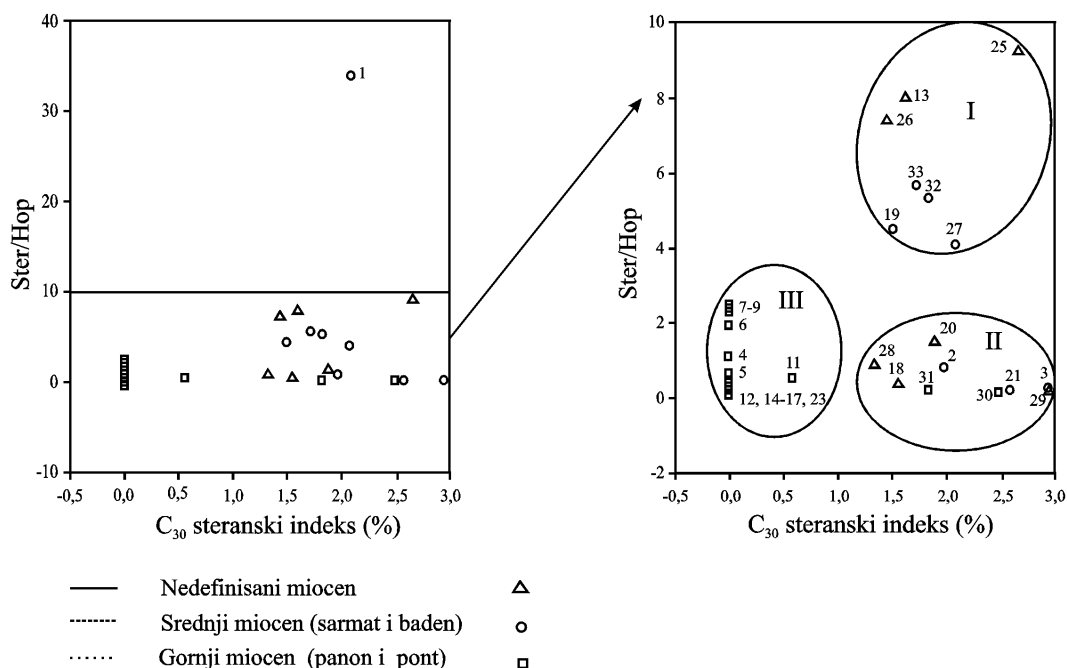 40
30
20
10
0
-10
Ster/Hop
1
-0,5 0,0 0,5 1,0 1,5 2,0 2,5 3,0
C30 steranski indeks (%)
10
8
6
4
2
0
-2
Ster/Hop
25
13
I
26
33
32
19
27
III
7-9
6
4
5
11
12, 14-17, 23
20
II
28
2
18
31
21
3
30
29
-0,5 0,0 0,5 1,0 1,5 2,0 2,5 3,0
C30 steranski indeks (%)
Nedefinisani miocen
Srednji miocen (sarmat i baden)
Gornji miocen (panon i pont)